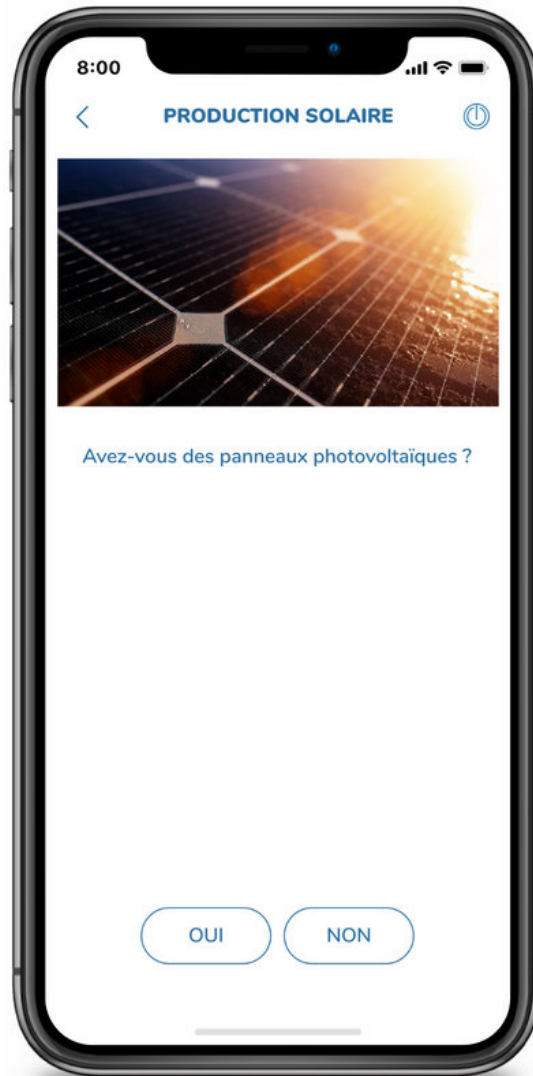 8:00
PRODUCTION SOLAIRE
Avez-vous des panneaux photovoltaïques ?
OUI
NON